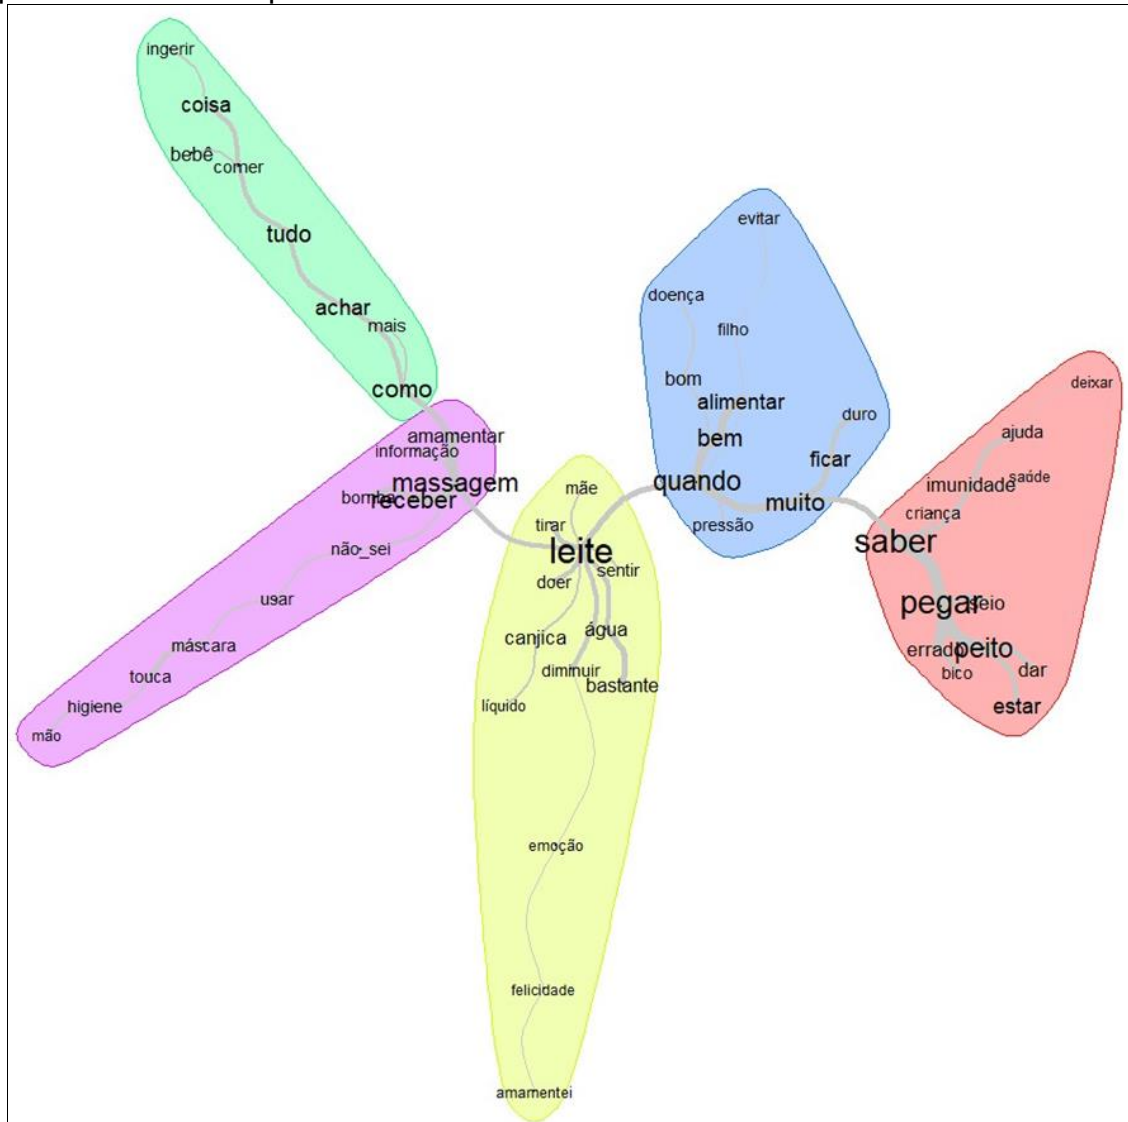 ingerir
coisa
bebê
comer
tudo
achar
mais
como
amamentar
informação
massagem
bomba
receber
não_sei
usar
máscara
touca
higiene
mão
mãe
tirar
leite
sentir
doer
água
canjica
diminuir
bastante
líquido
emoção
felicidade
amamentei
evitar
doença
filho
bom
alimentar
duro
bem
ficar
quando
muito
pressão
deixar
ajuda
imunidade
saúde
criança
saber
pegar
seio
errado
peito
bico
dar
estar